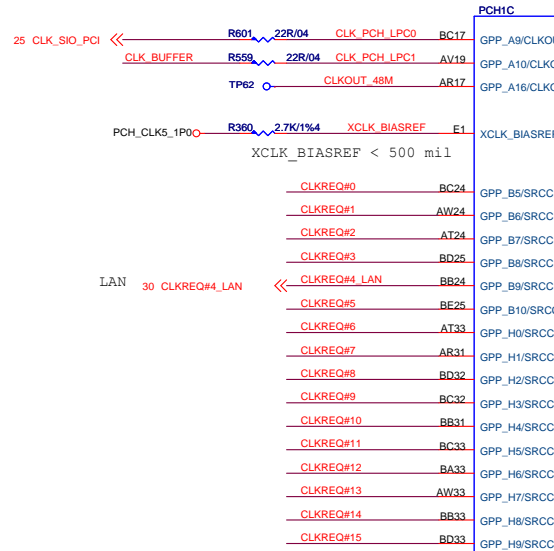 PCH1C
25 CLK_SIO_PCI R601 22R/04 CLK_PCH_LPC0 BC17 GPP_A9/CLKOU
CLK_BUFFER R559 22R/04 CLK_PCH_LPC1 AV19 GPP_A10/CLKO
TP62 CLKOUT_48M AR17 GPP_A16/CLKO
PCH_CLK5_1P0 R360 2.7K/1%4 XCLK_BIASREF E1 XCLK_BIASREF
XCLK_BIASREF < 500 mil
CLKREQ#0 BC24 GPP_B5/SRCC
CLKREQ#1 AW24 GPP_B6/SRCC
CLKREQ#2 AT24 GPP_B7/SRCC
CLKREQ#3 BD25 GPP_B8/SRCC
LAN 30 CLKREQ#4_LAN CLKREQ#4_LAN BB24 GPP_B9/SRCC
CLKREQ#5 BE25 GPP_B10/SRCC
CLKREQ#6 AT33 GPP_H0/SRCC
CLKREQ#7 AR31 GPP_H1/SRCC
CLKREQ#8 BD32 GPP_H2/SRCC
CLKREQ#9 BC32 GPP_H3/SRCC
CLKREQ#10 BB31 GPP_H4/SRCC
CLKREQ#11 BC33 GPP_H5/SRCC
CLKREQ#12 BA33 GPP_H6/SRCC
CLKREQ#13 AW33 GPP_H7/SRCC
CLKREQ#14 BB33 GPP_H8/SRCC
CLKREQ#15 BD33 GPP_H9/SRCC